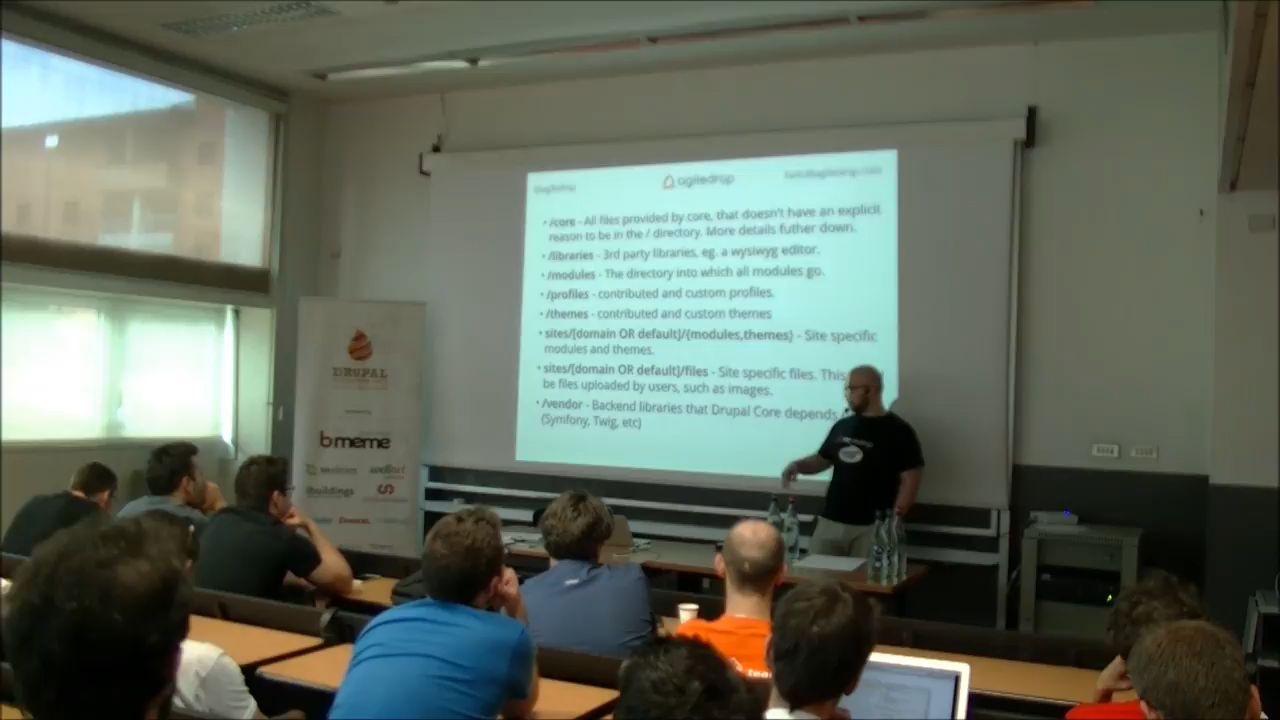 @agiledrop
agiledrop
• /core - All files provided by core, that doesn't have an explicit
reason to be in the / directory. More details futher down.
• /libraries - 3rd party libraries, eg. a wysiwyg editor.
• /modules - The directory into which all modules go.
• /profiles - contributed and custom profiles.
• /themes - contributed and custom themes
• sites/[domain OR default]/{modules,themes} - Site specific
modules and themes.
• sites/[domain OR default]/files - Site specific files. This
be files uploaded by users, such as images.
• /vendor - Backend libraries that Drupal Core depends
(Symfony, Twig, etc)
DRUPAL
bmeme
ibuildings